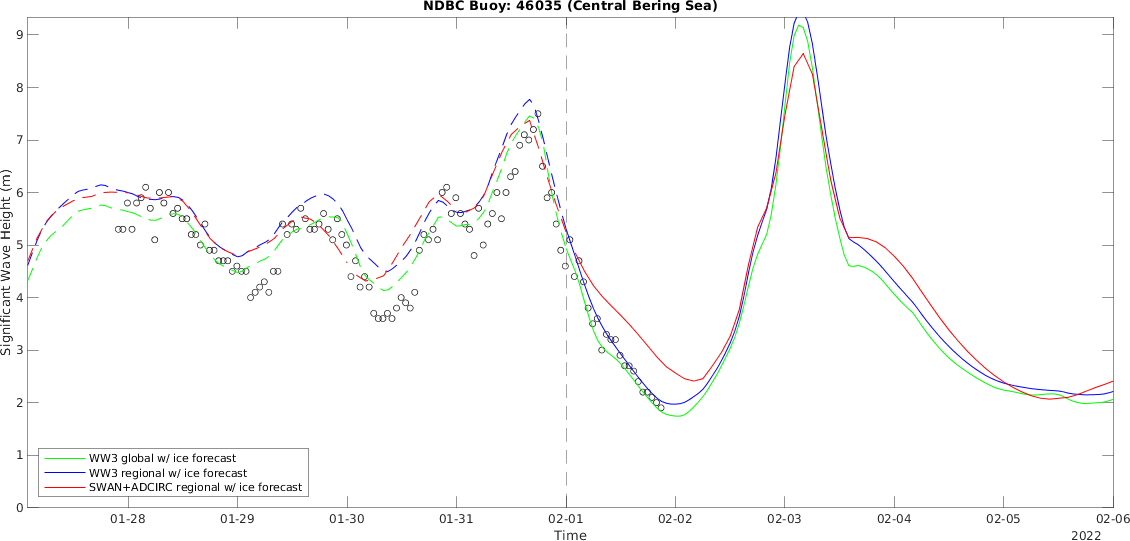 NDBC Buoy: 46035 (Central Bering Sea)
9
8
7
6
5
4
3
2
1
0
Significant Wave Height (m)
WW3 global w/ ice forecast
WW3 regional w/ ice forecast
SWAN+ADCIRC regional w/ ice forecast
01-28 01-29 01-30 01-31 02-01 02-02 02-03 02-04 02-05 02-06
Time
2022